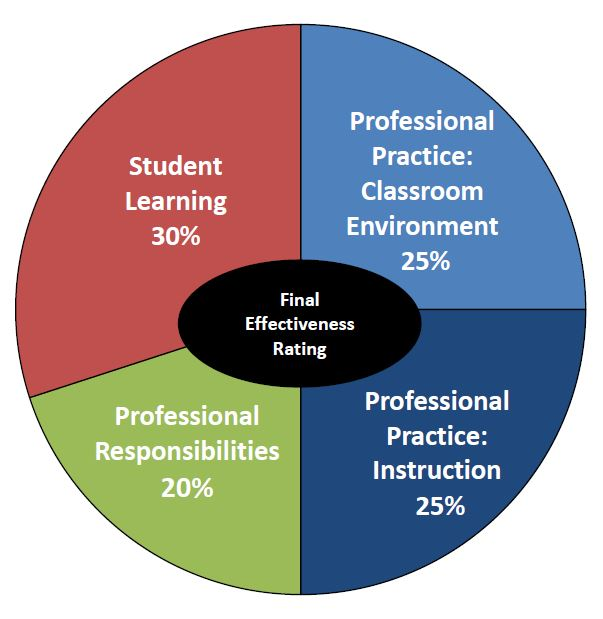 Student
Learning
30%
Professional
Practice:
Classroom
Environment
25%
Final
Effectiveness
Rating
Professional
Responsibilities
20%
Professional
Practice:
Instruction
25%